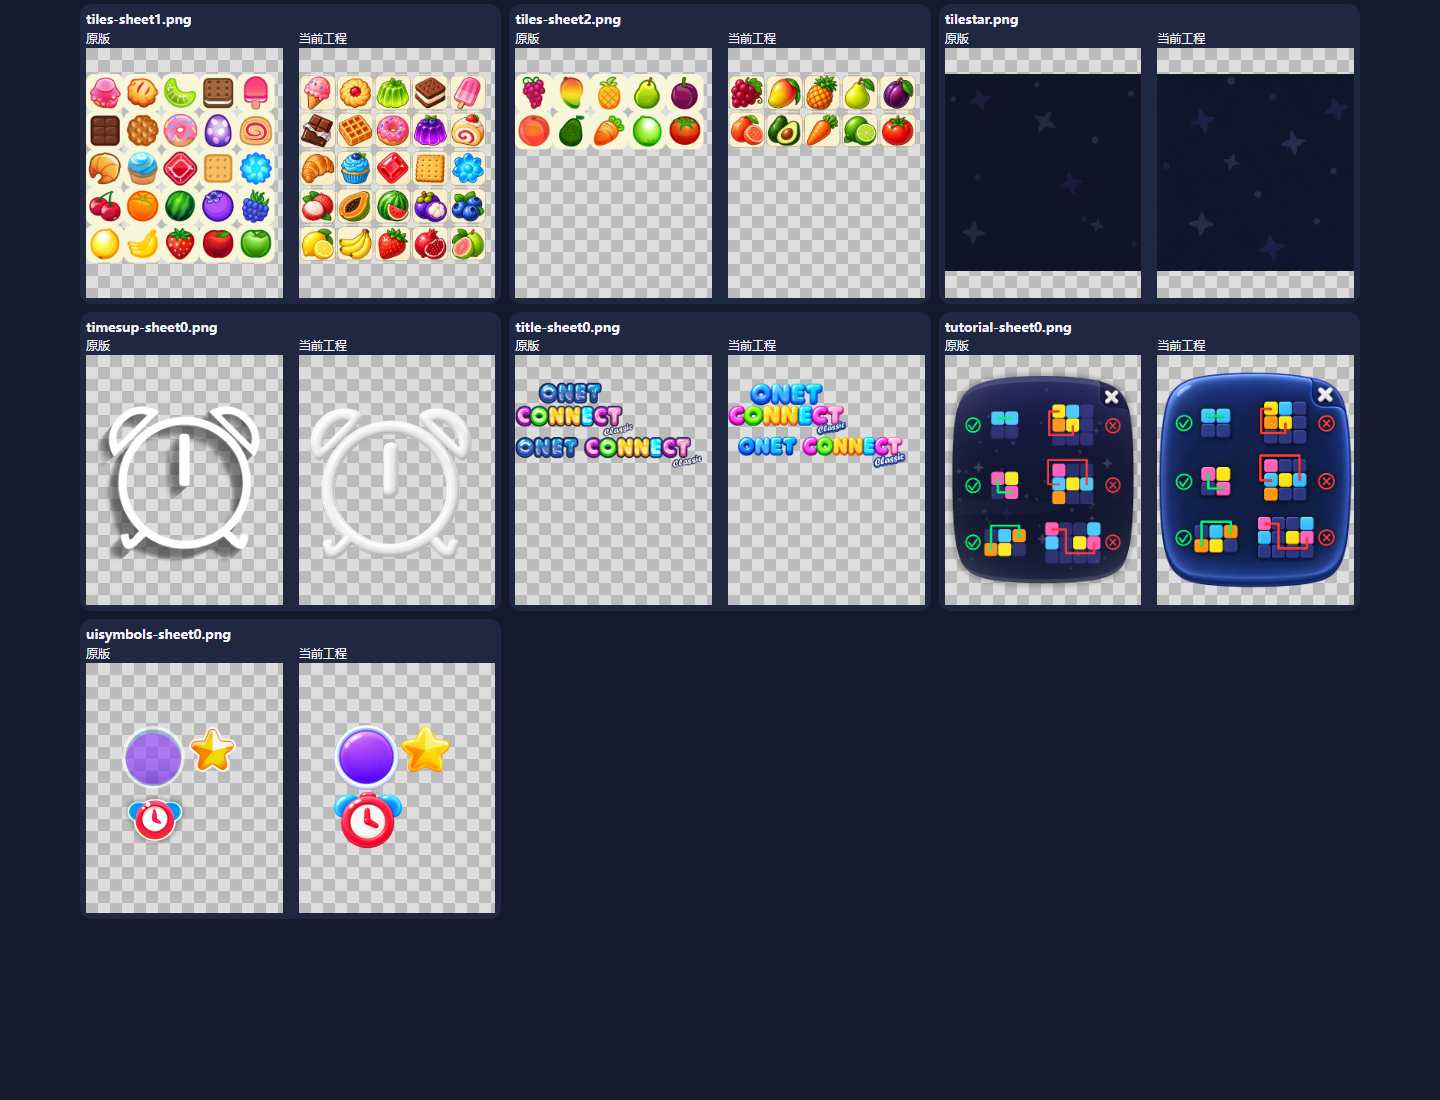 tiles-sheet1.png
原版
当前工程
tiles-sheet2.png
原版
当前工程
tilestar.png
原版
当前工程
timesup-sheet0.png
原版
当前工程
title-sheet0.png
原版
当前工程
ONET
CONNECT
Classic
ONET CONNECT
Classic
ONET
CONNECT
Classic
ONET CONNECT
Classic
tutorial-sheet0.png
原版
当前工程
uisymbols-sheet0.png
原版
当前工程